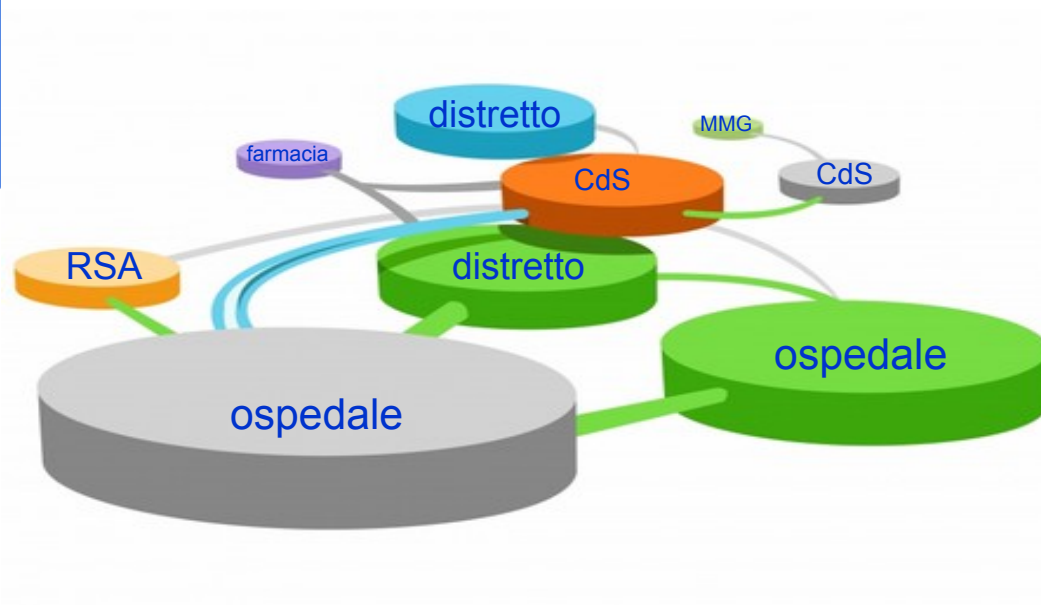 distretto
MMG
farmacia
CdS
CdS
RSA
distretto
ospedale
ospedale